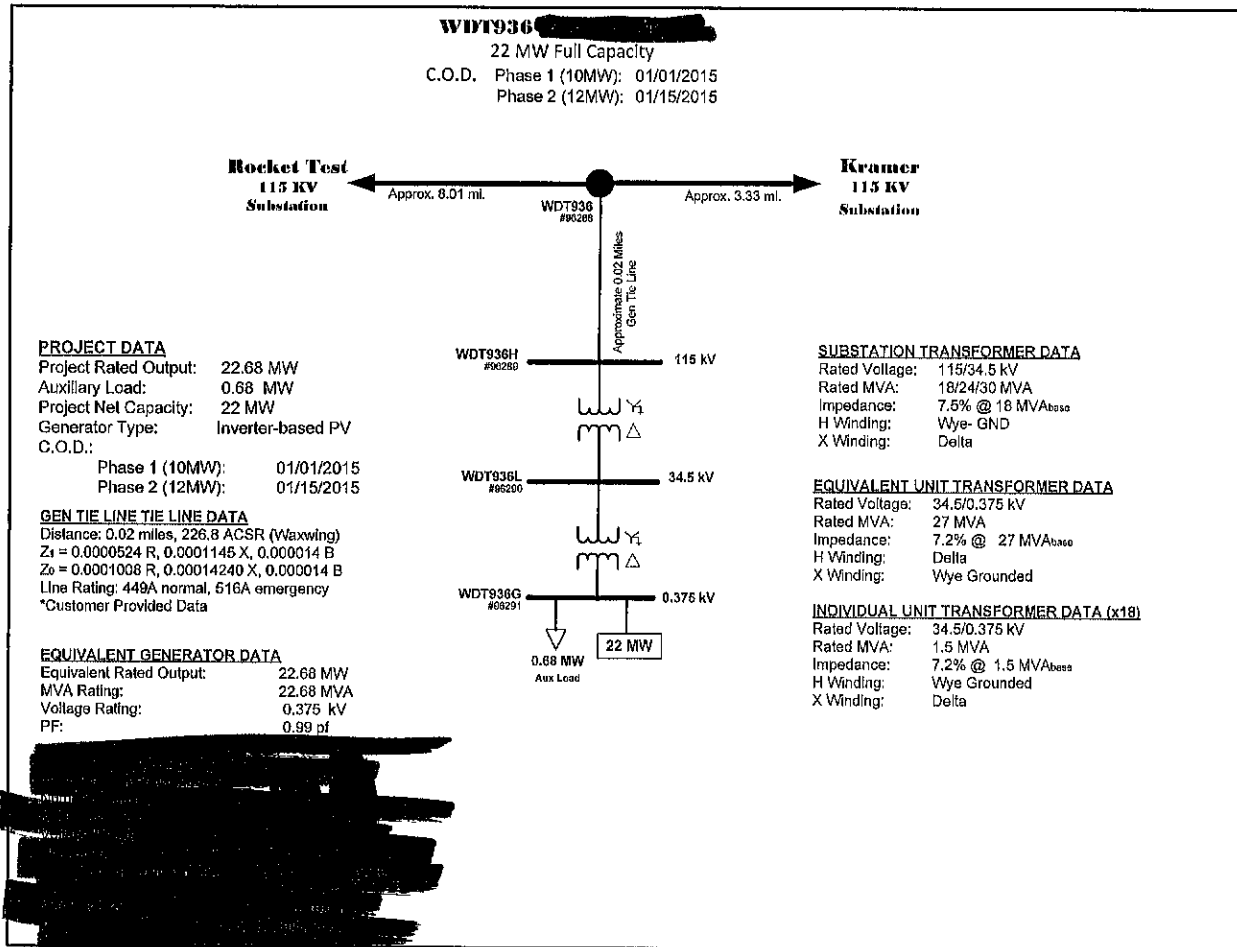 WDT936
22 MW Full Capacity
C.O.D. Phase 1 (10MW): 01/01/2015
Phase 2 (12MW): 01/15/2015
Rocket Test
115 KV
Substation
Approx. 8.01 mi.
WDT936
#96288
Approx. 3.33 mi.
Kramer
115 KV
Substation
Approximate 0.02 Miles
Gen Tie Line
WDT936H
#96289
115 kV
WDT936L
#96290
34.5 kV
WDT936G
#96291
0.375 kV
0.68 MW
Aux Load
22 MW
PROJECT DATA
Project Rated Output: 22.68 MW
Auxiliary Load: 0.68 MW
Project Net Capacity: 22 MW
Generator Type: Inverter-based PV
C.O.D.:
Phase 1 (10MW): 01/01/2015
Phase 2 (12MW): 01/15/2015
GEN TIE LINE TIE LINE DATA
Distance: 0.02 miles, 226.8 ACSR (Waxwing)
Z1 = 0.0000524 R, 0.0001145 X, 0.000014 B
Z0 = 0.0001008 R, 0.00014240 X, 0.000014 B
Line Rating: 449A normal, 516A emergency
*Customer Provided Data
EQUIVALENT GENERATOR DATA
Equivalent Rated Output: 22.68 MW
MVA Rating: 22.68 MVA
Voltage Rating: 0.375 kV
PF: 0.99 pf
SUBSTATION TRANSFORMER DATA
Rated Voltage: 115/34.5 kV
Rated MVA: 18/24/30 MVA
Impedance: 7.5% @ 18 MVAbase
H Winding: Wye- GND
X Winding: Delta
EQUIVALENT UNIT TRANSFORMER DATA
Rated Voltage: 34.5/0.375 kV
Rated MVA: 27 MVA
Impedance: 7.2% @ 27 MVAbase
H Winding: Delta
X Winding: Wye Grounded
INDIVIDUAL UNIT TRANSFORMER DATA (x18)
Rated Voltage: 34.5/0.375 kV
Rated MVA: 1.5 MVA
Impedance: 7.2% @ 1.5 MVAbase
H Winding: Wye Grounded
X Winding: Delta